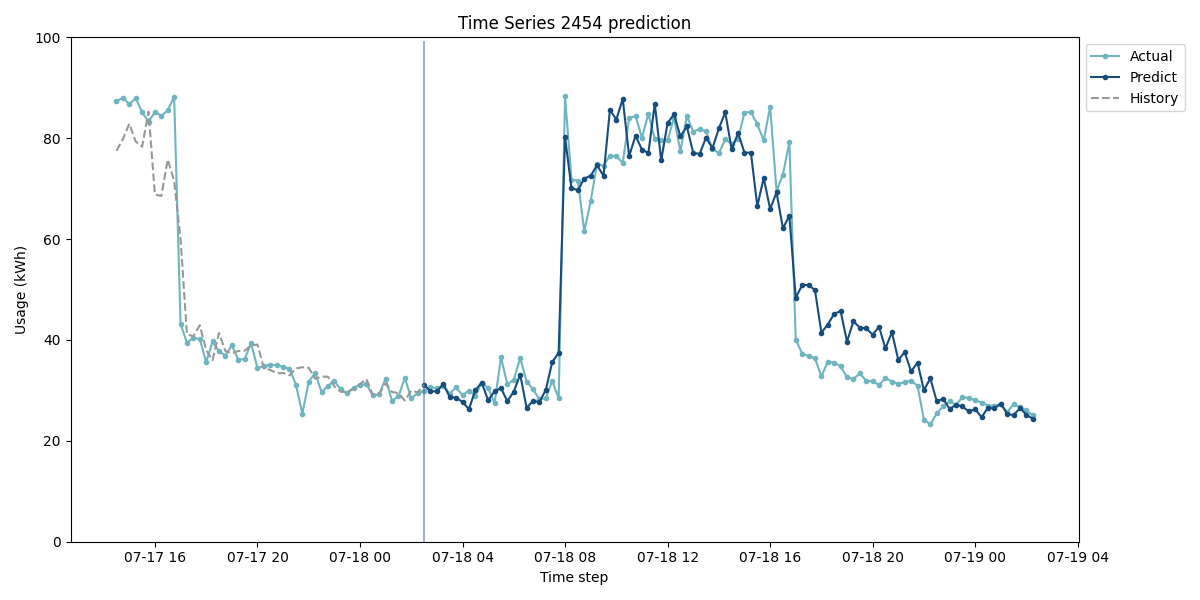 Time Series 2454 prediction
100
80
60
40
20
0
Usage (kWh)
07-17 16
07-17 20
07-18 00
07-18 04
07-18 08
07-18 12
07-18 16
07-18 20
07-19 00
07-19 04
Time step
Actual
Predict
History